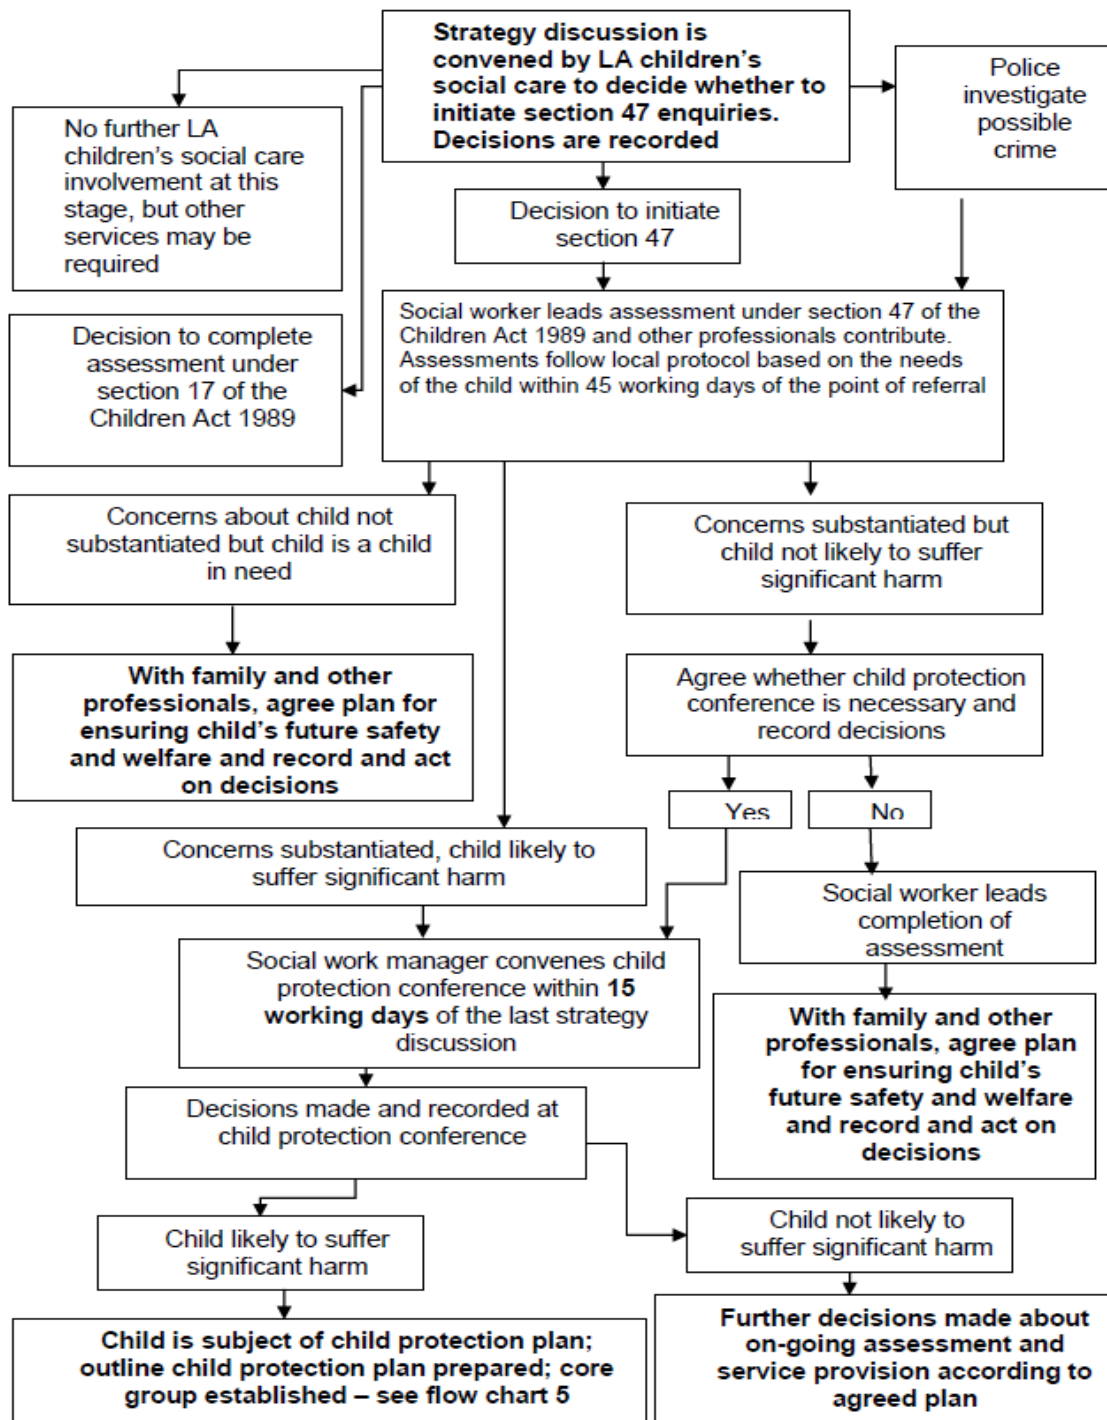 Strategy discussion is
convened by LA children's
social care to decide whether to
initiate section 47 enquiries.
Decisions are recorded
Police
investigate
possible
crime
No further LA
children's social care
involvement at this
stage, but other
services may be
required
Decision to initiate
section 47
Decision to complete
assessment under
section 17 of the
Children Act 1989
Social worker leads assessment under section 47 of the
Children Act 1989 and other professionals contribute.
Assessments follow local protocol based on the needs
of the child within 45 working days of the point of referral
Concerns about child not
substantiated but child is a child
in need
Concerns substantiated but
child not likely to suffer
significant harm
With family and other
professionals, agree plan for
ensuring child's future safety
and welfare and record and act
on decisions
Agree whether child protection
conference is necessary and
record decisions
Yes
No
Concerns substantiated, child likely to
suffer significant harm
Social worker leads
completion of
assessment
Social work manager convenes child
protection conference within 15
working days of the last strategy
discussion
With family and other
professionals, agree plan
for ensuring child's
future safety and welfare
and record and act on
decisions
Decisions made and recorded at
child protection conference
Child likely to suffer
significant harm
Child not likely to
suffer significant harm
Child is subject of child protection plan;
outline child protection plan prepared; core
group established – see flow chart 5
Further decisions made about
on-going assessment and
service provision according to
agreed plan